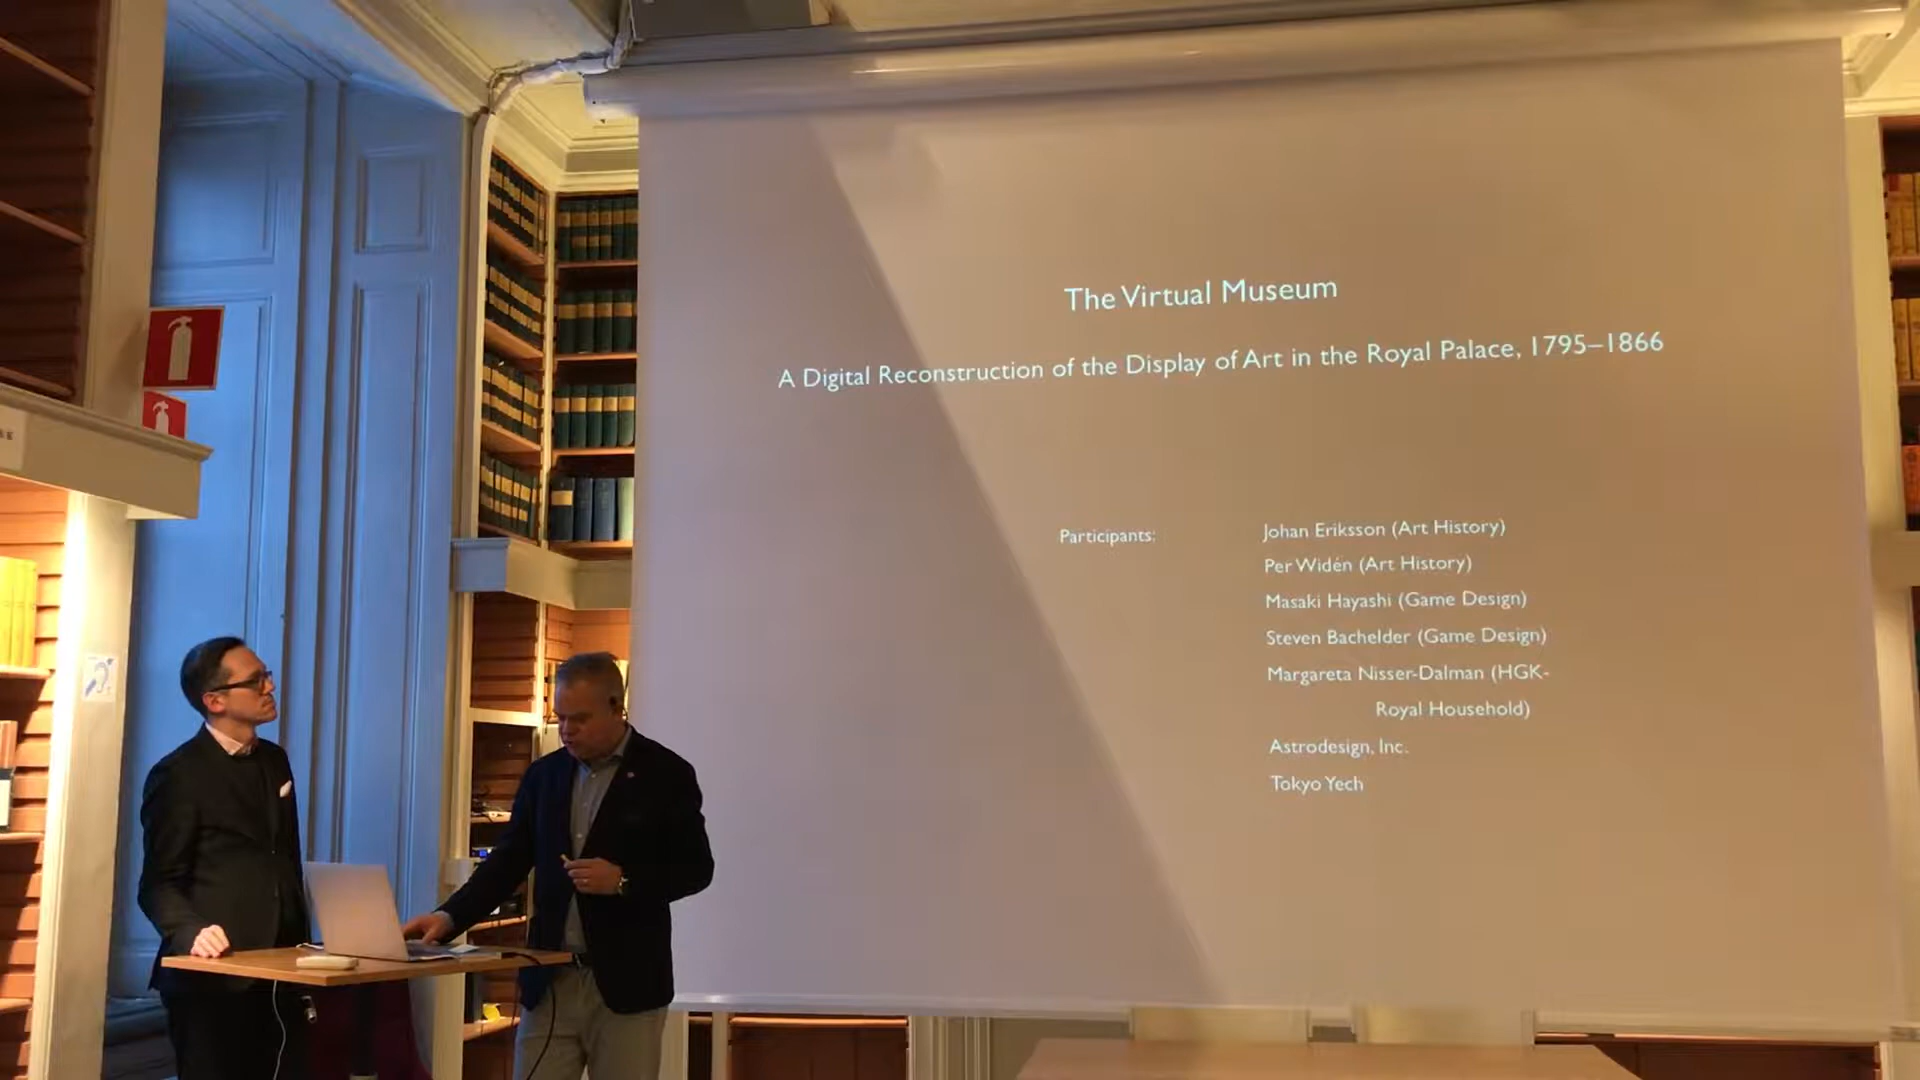 The Virtual Museum
A Digital Reconstruction of the Display of Art in the Royal Palace, 1795–1866
Participants:
Johan Eriksson (Art History)
Per Widén (Art History)
Masaki Hayashi (Game Design)
Steven Bachelder (Game Design)
Margareta Nisser-Dalman (HGK-
Royal Household)
Astrodesign, Inc.
Tokyo Yech